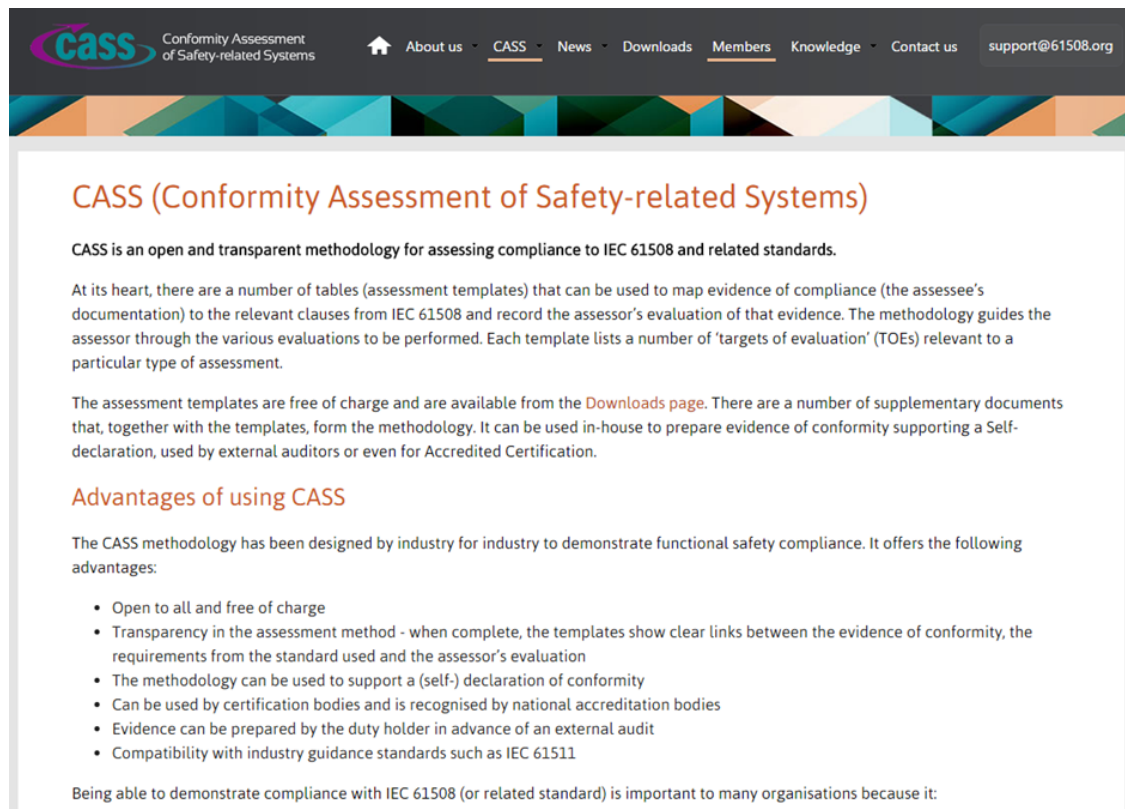 cass
Conformity Assessment
of Safety-related Systems
About us
CASS
News
Downloads
Members
Knowledge
Contact us
support@61508.org
CASS (Conformity Assessment of Safety-related Systems)
CASS is an open and transparent methodology for assessing compliance to IEC 61508 and related standards.
At its heart, there are a number of tables (assessment templates) that can be used to map evidence of compliance (the assessee’s
documentation) to the relevant clauses from IEC 61508 and record the assessor’s evaluation of that evidence. The methodology guides the
assessor through the various evaluations to be performed. Each template lists a number of ‘targets of evaluation’ (TOEs) relevant to a
particular type of assessment.
The assessment templates are free of charge and are available from the Downloads page. There are a number of supplementary documents
that, together with the templates, form the methodology. It can be used in-house to prepare evidence of conformity supporting a Self-
declaration, used by external auditors or even for Accredited Certification.
Advantages of using CASS
The CASS methodology has been designed by industry for industry to demonstrate functional safety compliance. It offers the following
advantages:
• Open to all and free of charge
• Transparency in the assessment method - when complete, the templates show clear links between the evidence of conformity, the
requirements from the standard used and the assessor’s evaluation
• The methodology can be used to support a (self-) declaration of conformity
• Can be used by certification bodies and is recognised by national accreditation bodies
• Evidence can be prepared by the duty holder in advance of an external audit
• Compatibility with industry guidance standards such as IEC 61511
Being able to demonstrate compliance with IEC 61508 (or related standard) is important to many organisations because it: